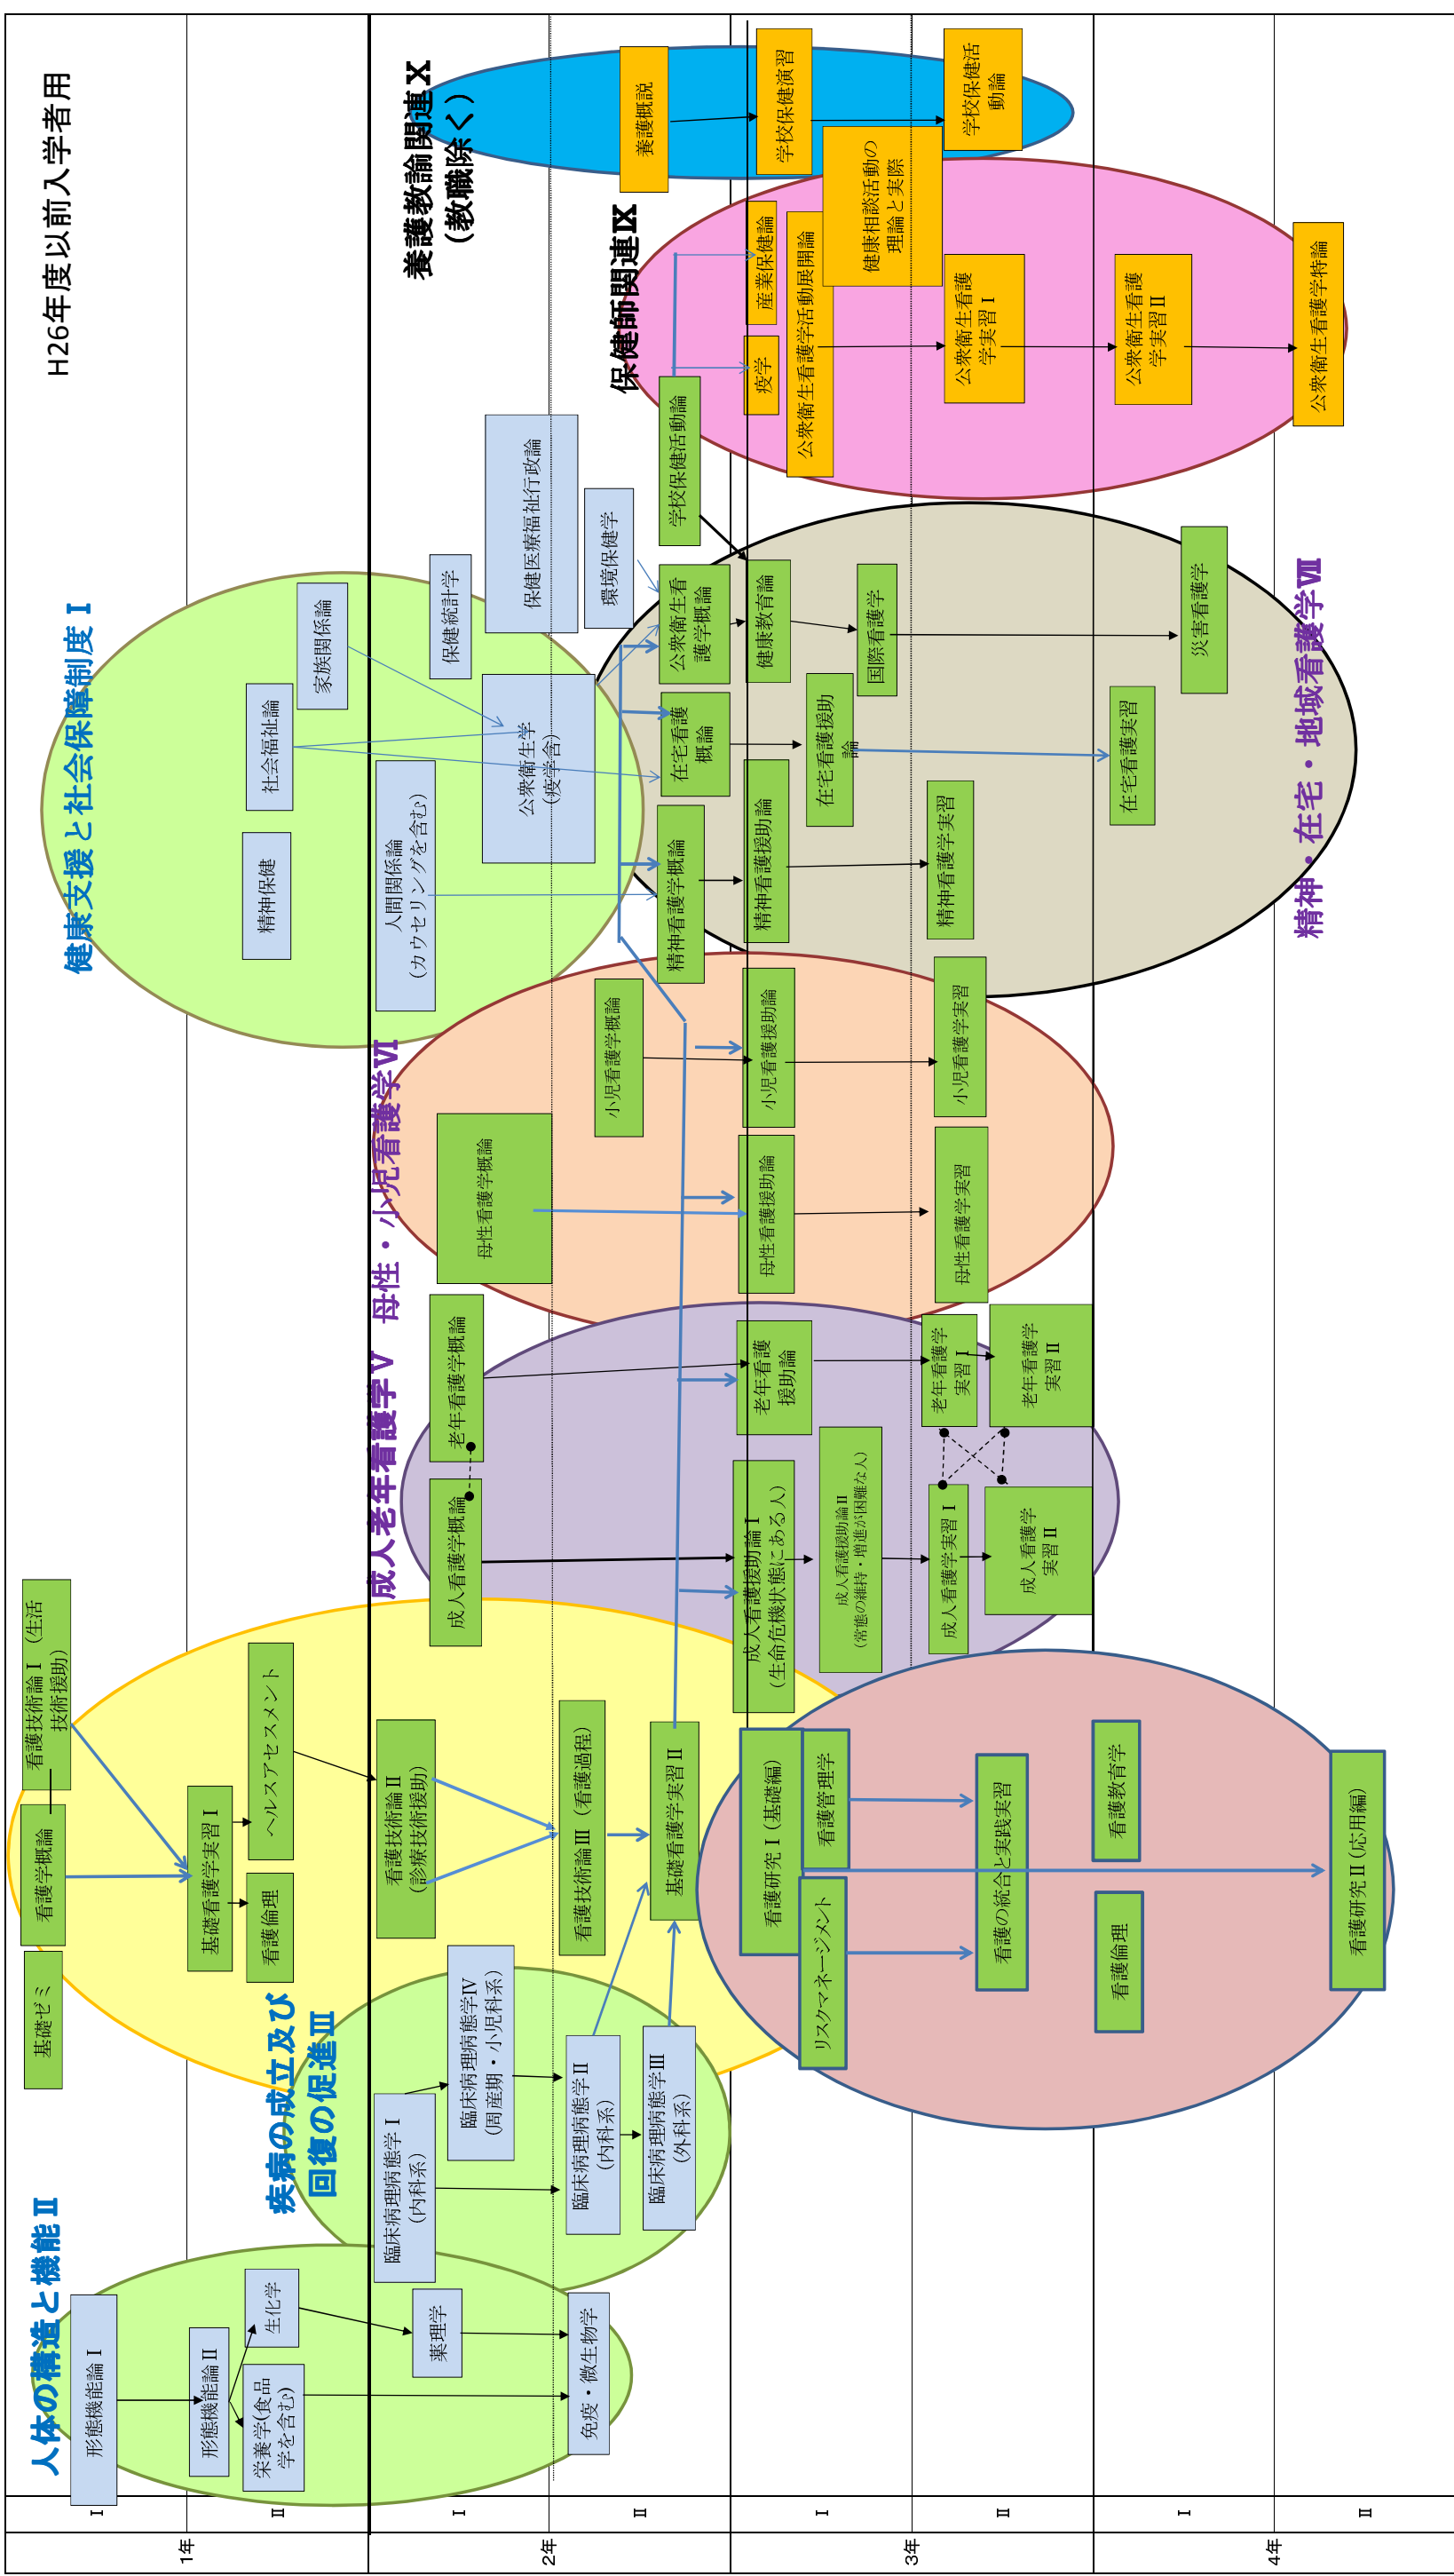 H26年度以前入学者用
人体の構造と機能Ⅱ
形態機能論Ⅰ
形態機能論Ⅱ
生化学
栄養学(食品
学を含む)
薬理学
免疫・微生物学
疾病の成立及び
回復の促進Ⅲ
臨床病理病態学Ⅰ
(内科系)
臨床病理病態学Ⅳ
(周産期・小児科系)
臨床病理病態学Ⅱ
(内科系)
臨床病理病態学Ⅲ
(外科系)
基礎ゼミ
看護学概論
看護技術論Ⅰ（生活
技術援助)
基礎看護学実習Ⅰ
看護倫理
ヘルスアセスメント
看護技術論Ⅱ
(診療技術援助)
看護技術論Ⅲ（看護過程）
基礎看護学実習Ⅱ
看護研究Ⅰ(基礎編)
看護管理学
リスクマネージメント
看護の統合と実践実習
看護教育学
看護倫理
看護研究Ⅱ(応用編)
成人老年看護学Ⅴ
成人看護学概論
老年看護学概論
成人看護援助論Ⅰ
(生命危機状態にある人)
成人看護援助論Ⅱ
(常態の維持・増進が困難な人)
老年看護
援助論
成人看護学実習Ⅰ
成人看護学
実習Ⅱ
老年看護学
実習Ⅰ
老年看護学
実習Ⅱ
母性・小児看護学Ⅵ
母性看護学概論
小児看護学概論
母性看護援助論
小児看護援助論
母性看護学実習
小児看護学実習
健康支援と社会保障制度Ⅰ
精神保健
社会福祉論
家族関係論
人間関係論
(カウセリングを含む)
保健統計学
公衆衛生学
(疫学含)
保健医療福祉行政論
環境保健学
精神・在宅・地域看護学Ⅶ
精神看護学概論
在宅看護
概論
公衆衛生看
護学概論
学校保健活動論
精神看護援助論
健康教育論
在宅看護援助
論
国際看護学
精神看護学実習
在宅看護実習
災害看護学
保健師関連Ⅸ
疫学
産業保健論
公衆衛生看護学活動展開論
健康相談活動の
理論と実際
公衆衛生看護
学実習Ⅰ
公衆衛生看護
学実習Ⅱ
公衆衛生看護学特論
養護教諭関連Ⅹ
(教職除く)
養護概説
学校保健演習
学校保健活
動論
1年
Ⅰ
Ⅱ
2年
Ⅰ
Ⅱ
3年
Ⅰ
Ⅱ
4年
Ⅰ
Ⅱ